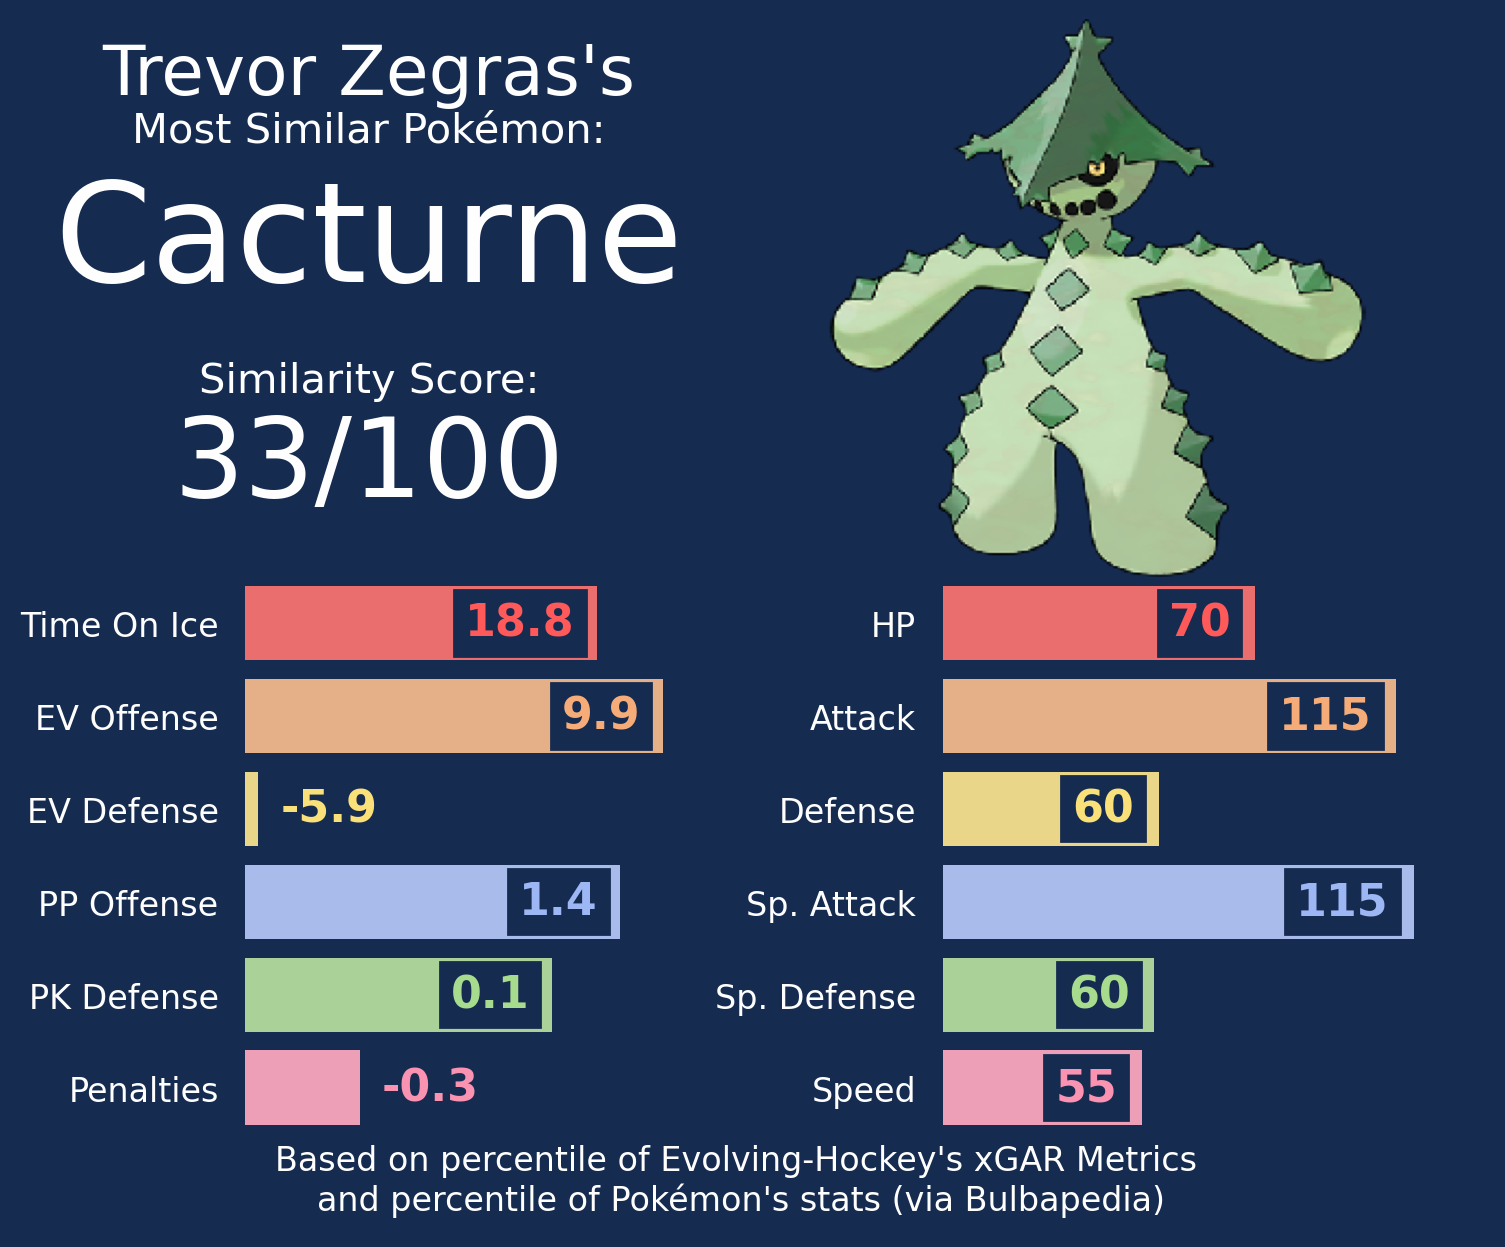 Trevor Zegras's
Most Similar Pokémon:
Cacturne
Similarity Score:
33/100
Time On Ice 18.8
EV Offense 9.9
EV Defense -5.9
PP Offense 1.4
PK Defense 0.1
Penalties -0.3
HP 70
Attack 115
Defense 60
Sp. Attack 115
Sp. Defense 60
Speed 55
Based on percentile of Evolving-Hockey's xGAR Metrics
and percentile of Pokémon's stats (via Bulbapedia)